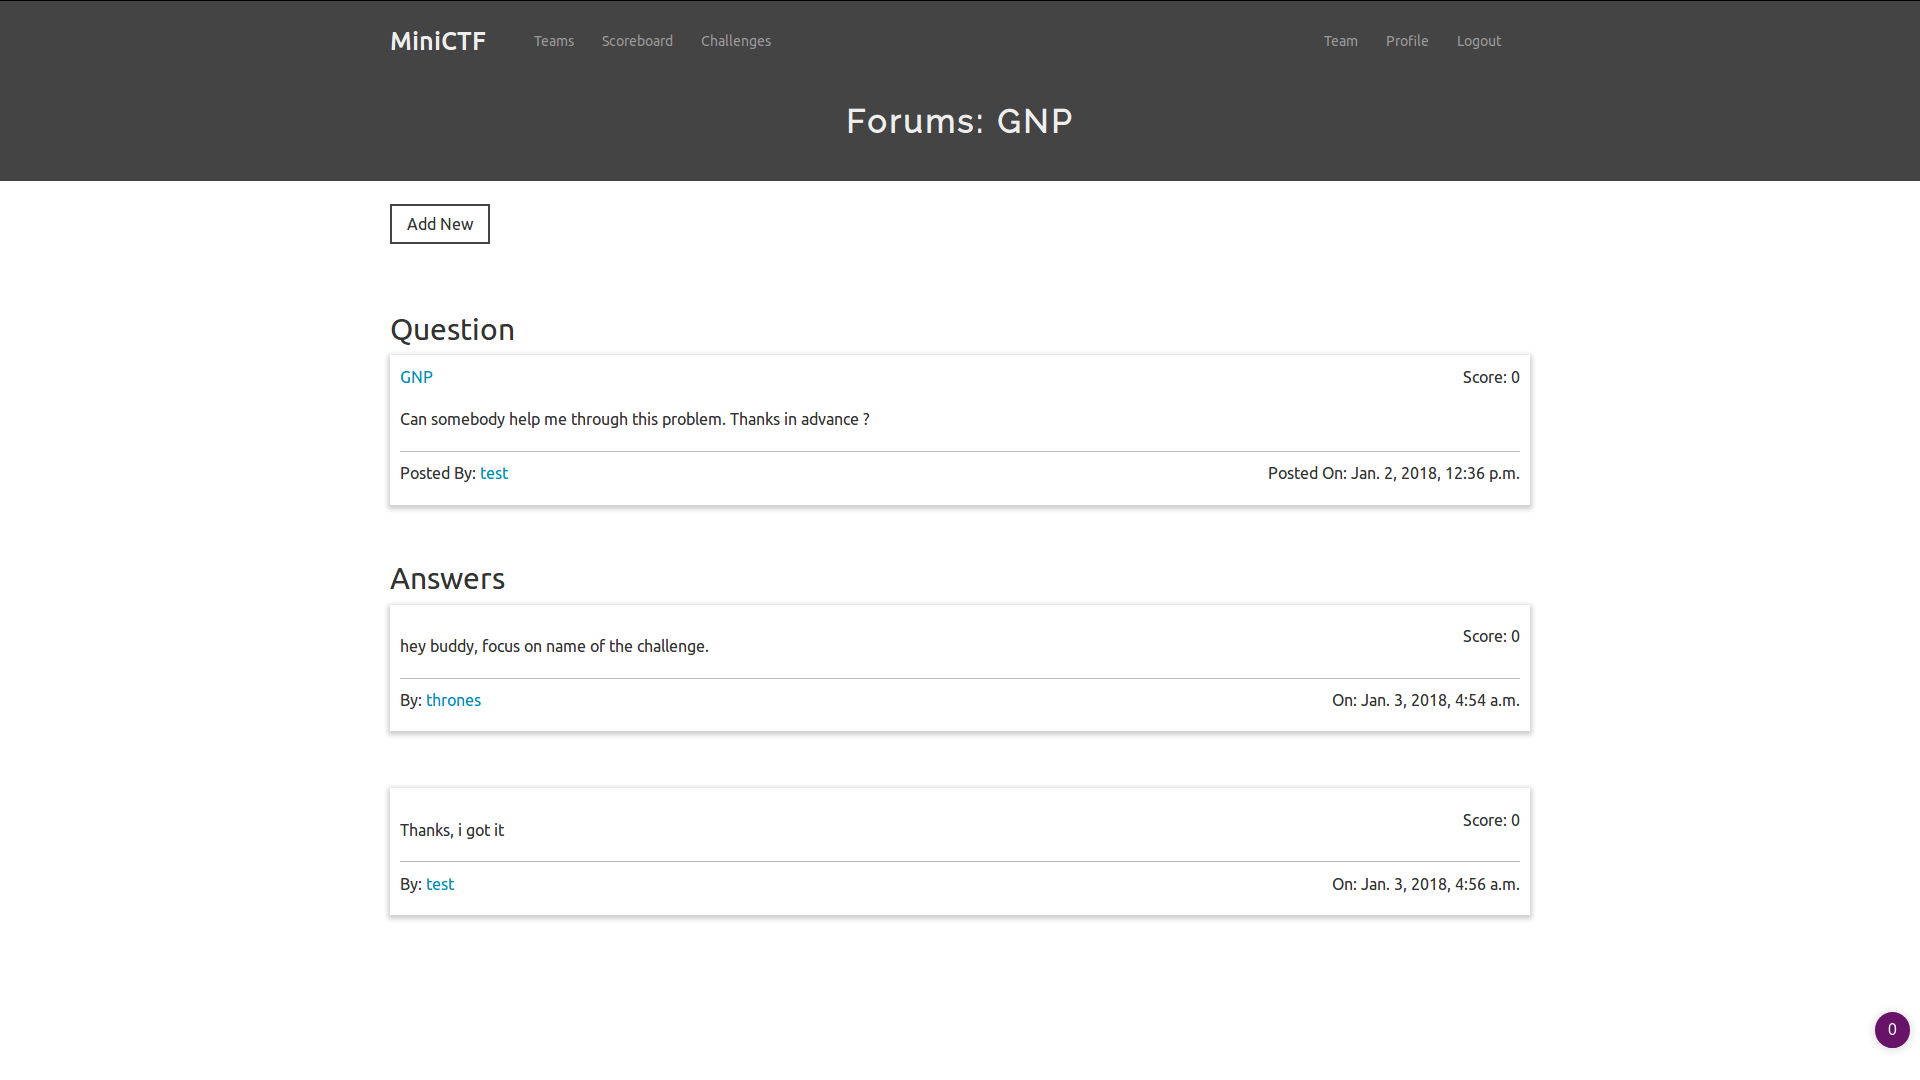 MiniCTF Teams Scoreboard Challenges Team Profile Logout
Forums: GNP
Add New
Question
GNP Score: 0
Can somebody help me through this problem. Thanks in advance ?
Posted By: test Posted On: Jan. 2, 2018, 12:36 p.m.
Answers
Score: 0
hey buddy, focus on name of the challenge.
By: thrones On: Jan. 3, 2018, 4:54 a.m.
Score: 0
Thanks, i got it
By: test On: Jan. 3, 2018, 4:56 a.m.
0